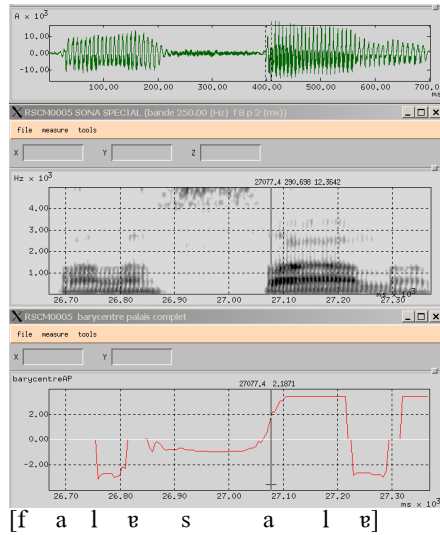 A × 10³
10.00
0.00
−10.00
100.00 200.00 300.00 400.00 500.00 600.00 700.0
ms
RSCM0005 SONA SPECIAL (bande 250.00 (Hz) f8 p 2 (ms))
file measure tools
X Y Z
Hz × 10³
27077.4 290.698 12.3642
4.00
3.00
2.00
1.00
26.70 26.80 26.90 27.00 27.10 27.20 27.30
ms × 10³
RSCM0005 barycentre palais complet
file measure tools
X Y
barycentreAP
27077.4 2.1871
2.00
0.00
−2.00
26.70 26.80 26.90 27.00 27.10 27.20 27.30
ms × 10³
[f a l ɐ s a l ɐ]